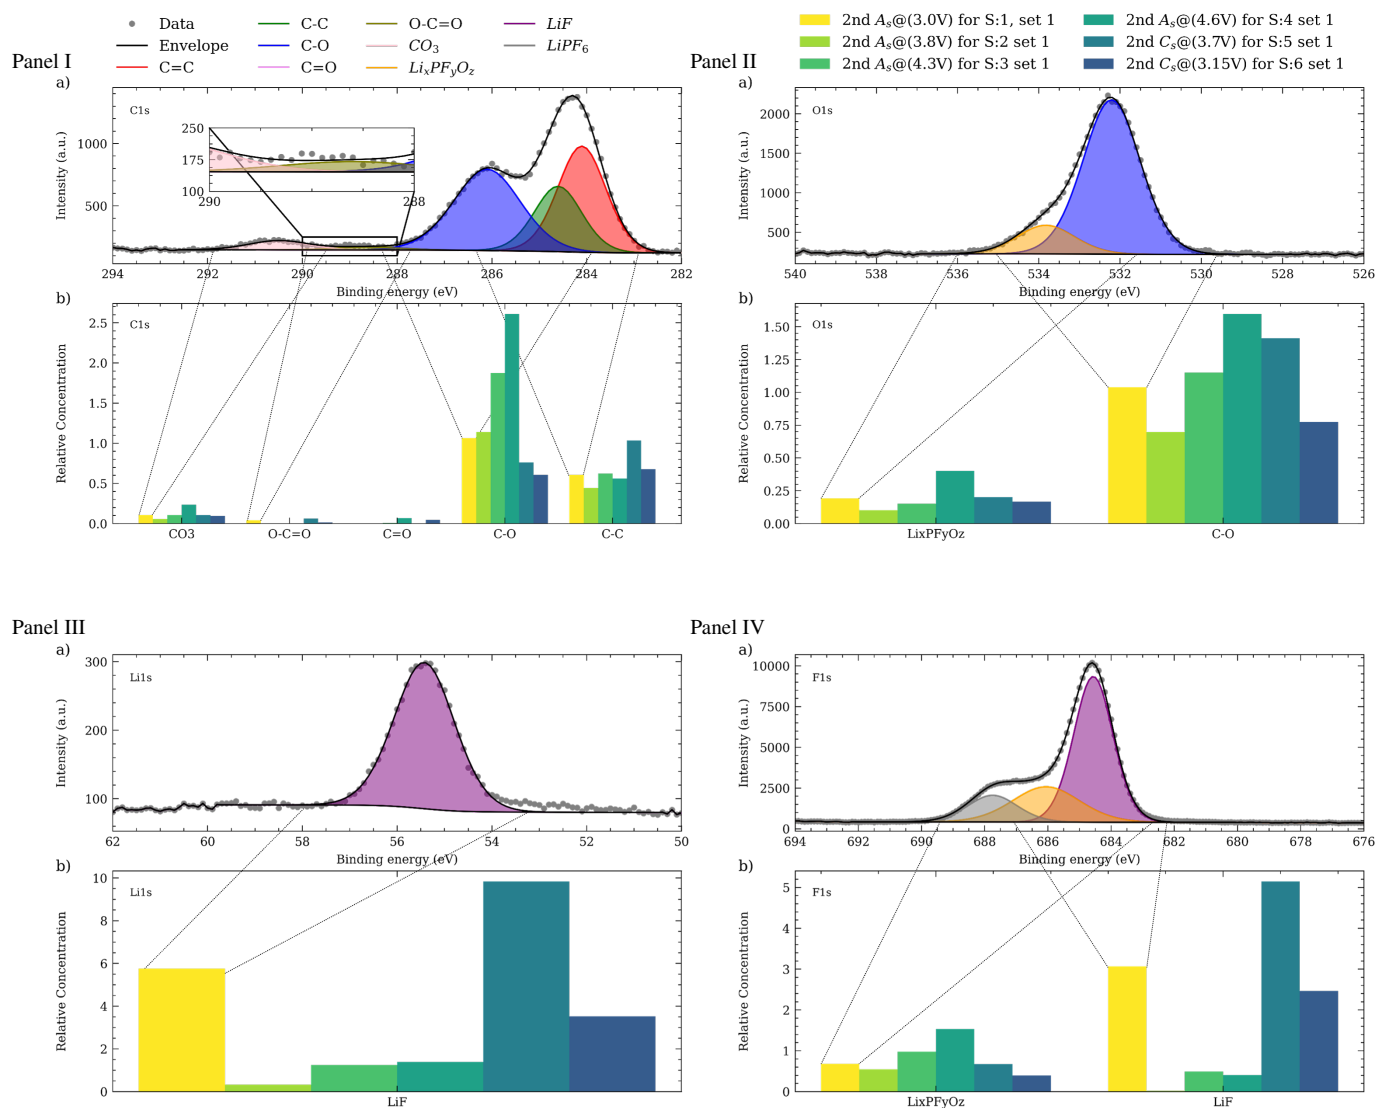 Data
Envelope
C=C
C-C
C-O
C=O
O-C=O
CO3
LixPFyOz
LiF
LiPF6
2nd As@(3.0V) for S:1, set 1
2nd As@(3.8V) for S:2 set 1
2nd As@(4.3V) for S:3 set 1
2nd As@(4.6V) for S:4 set 1
2nd Cs@(3.7V) for S:5 set 1
2nd Cs@(3.15V) for S:6 set 1
Panel I
a)
C1s
Intensity (a.u.)
1000
500
250
175
100
290
288
294 292 290 288 286 284 282
Binding energy (eV)
b)
C1s
Relative Concentration
2.5
2.0
1.5
1.0
0.5
0.0
CO3 O-C=O C=O C-O C-C
Panel II
a)
O1s
Intensity (a.u.)
2000
1500
1000
500
540 538 536 534 532 530 528 526
Binding energy (eV)
b)
O1s
Relative Concentration
1.50
1.25
1.00
0.75
0.50
0.25
0.00
LixPFyOz C-O
Panel III
a)
Li1s
Intensity (a.u.)
300
200
100
62 60 58 56 54 52 50
Binding energy (eV)
b)
Li1s
Relative Concentration
10
8
6
4
2
0
LiF
Panel IV
a)
F1s
Intensity (a.u.)
10000
7500
5000
2500
0
694 692 690 688 686 684 682 680 678 676
Binding energy (eV)
b)
F1s
Relative Concentration
5
4
3
2
1
0
LixPFyOz LiF